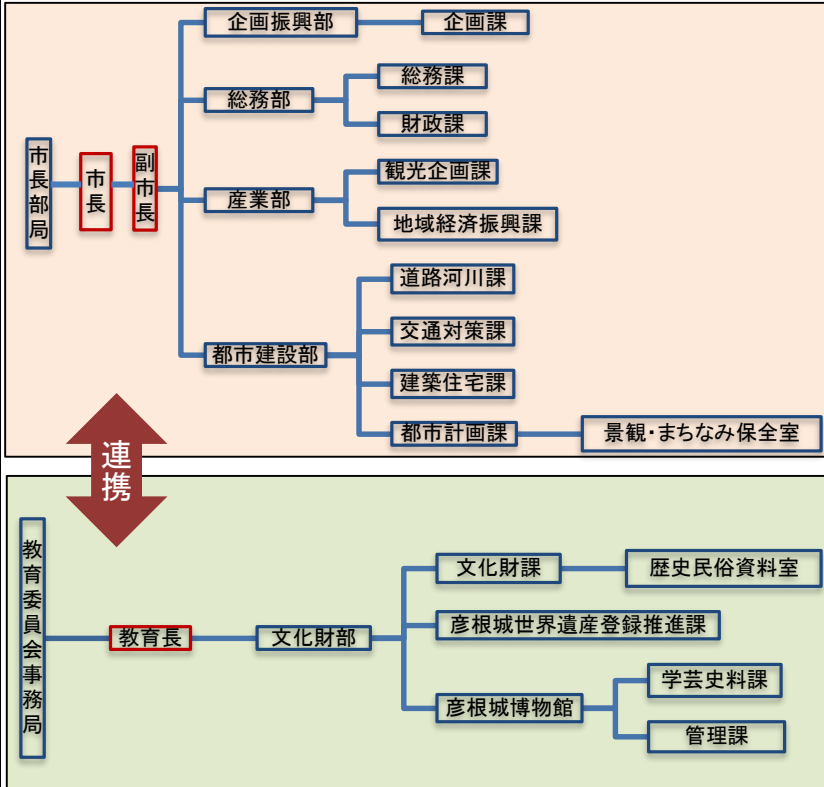 企画振興部
企画課
総務部
総務課
財政課
市長部局
市長
副市長
産業部
観光企画課
地域経済振興課
都市建設部
道路河川課
交通対策課
建築住宅課
都市計画課
景観・まちなみ保全室
連携
教育委員会事務局
教育長
文化財部
文化財課
歴史民俗資料室
彦根城世界遺産登録推進課
彦根城博物館
学芸史料課
管理課